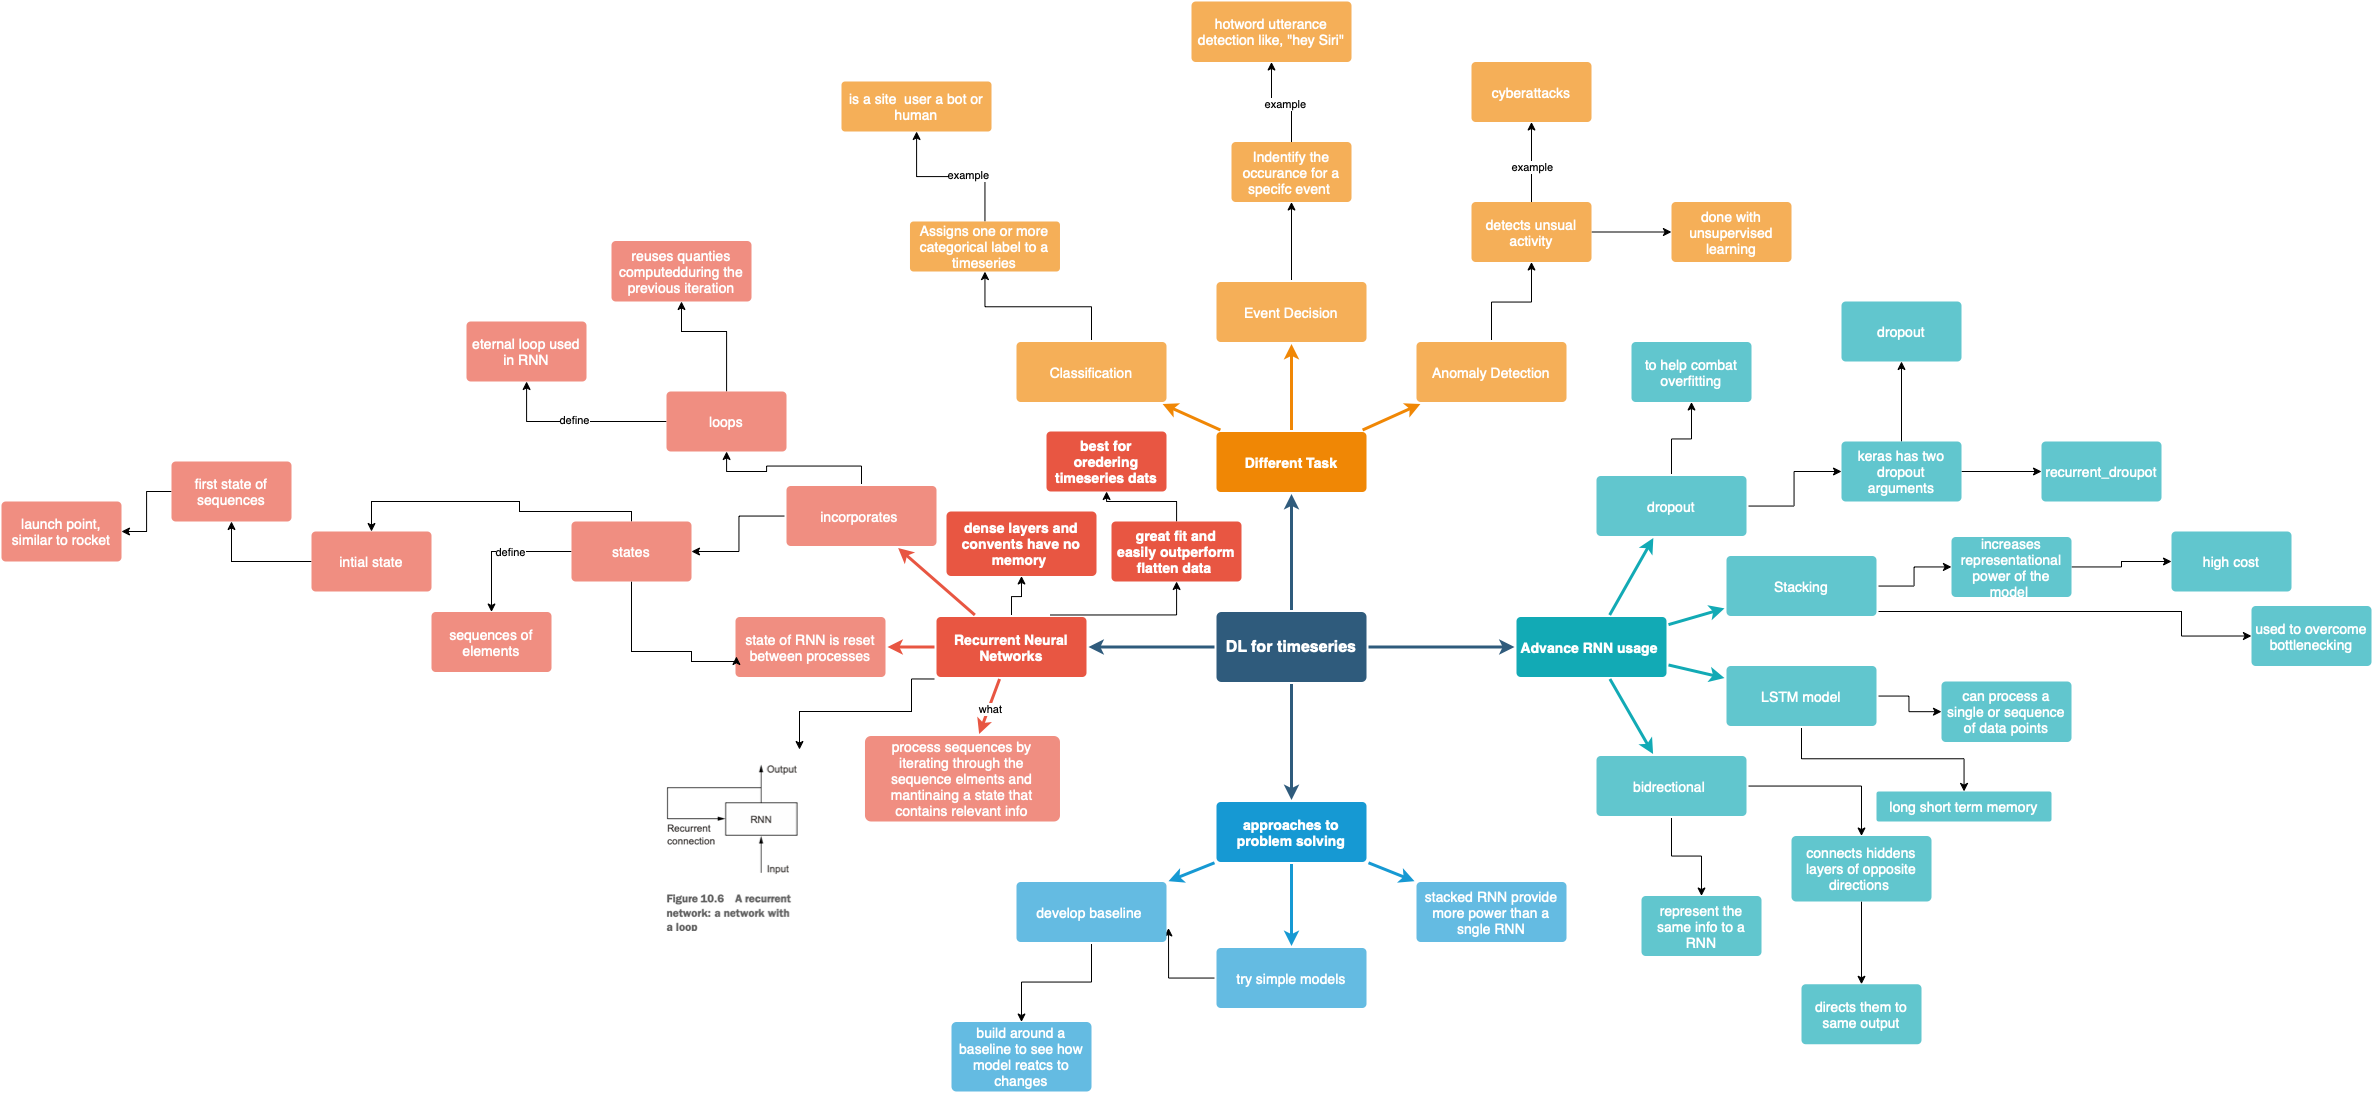 hotword utterance
detection like, "hey Siri"
example
Indentify the
occurance for a
specifc event
Event Decision
cyberattacks
example
detects unsual
activity
done with
unsupervised
learning
Anomaly Detection
is a site  user a bot or
human
example
Assigns one or more
categorical label to a
timeseries
Classification
Different Task
reuses quanties
computedduring the
previous iteration
eternal loop used
in RNN
define
loops
incorporates
first state of
sequences
launch point,
similar to rocket
intial state
states
define
sequences of
elements
best for
oredering
timeseries dats
dense layers and
convents have no
memory
great fit and
easily outperform
flatten data
state of RNN is reset
between processes
Recurrent Neural
Networks
DL for timeseries
what
process sequences by
iterating through the
sequence elments and
mantinaing a state that
contains relevant info
Output
RNN
Recurrent
connection
Input
Figure 10.6   A recurrent
network: a network with
a loop
approaches to
problem solving
develop baseline
try simple models
stacked RNN provide
more power than a
sngle RNN
build around a
baseline to see how
model reatcs to
changes
Advance RNN usage
to help combat
overfitting
dropout
dropout
keras has two
dropout
arguments
recurrent_droupot
Stacking
increases
representational
power of the
model
high cost
used to overcome
bottlenecking
LSTM model
can process a
single or sequence
of data points
long short term memory
bidrectional
connects hiddens
layers of opposite
directions
represent the
same info to a
RNN
directs them to
same output